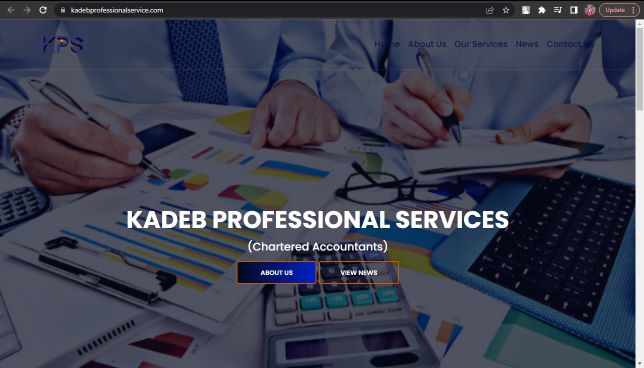 kadebprofessionalservice.com
Update
KPS
Home About Us Our Services News Contact Us
KADEB PROFESSIONAL SERVICES
(Chartered Accountants)
ABOUT US
VIEW NEWS